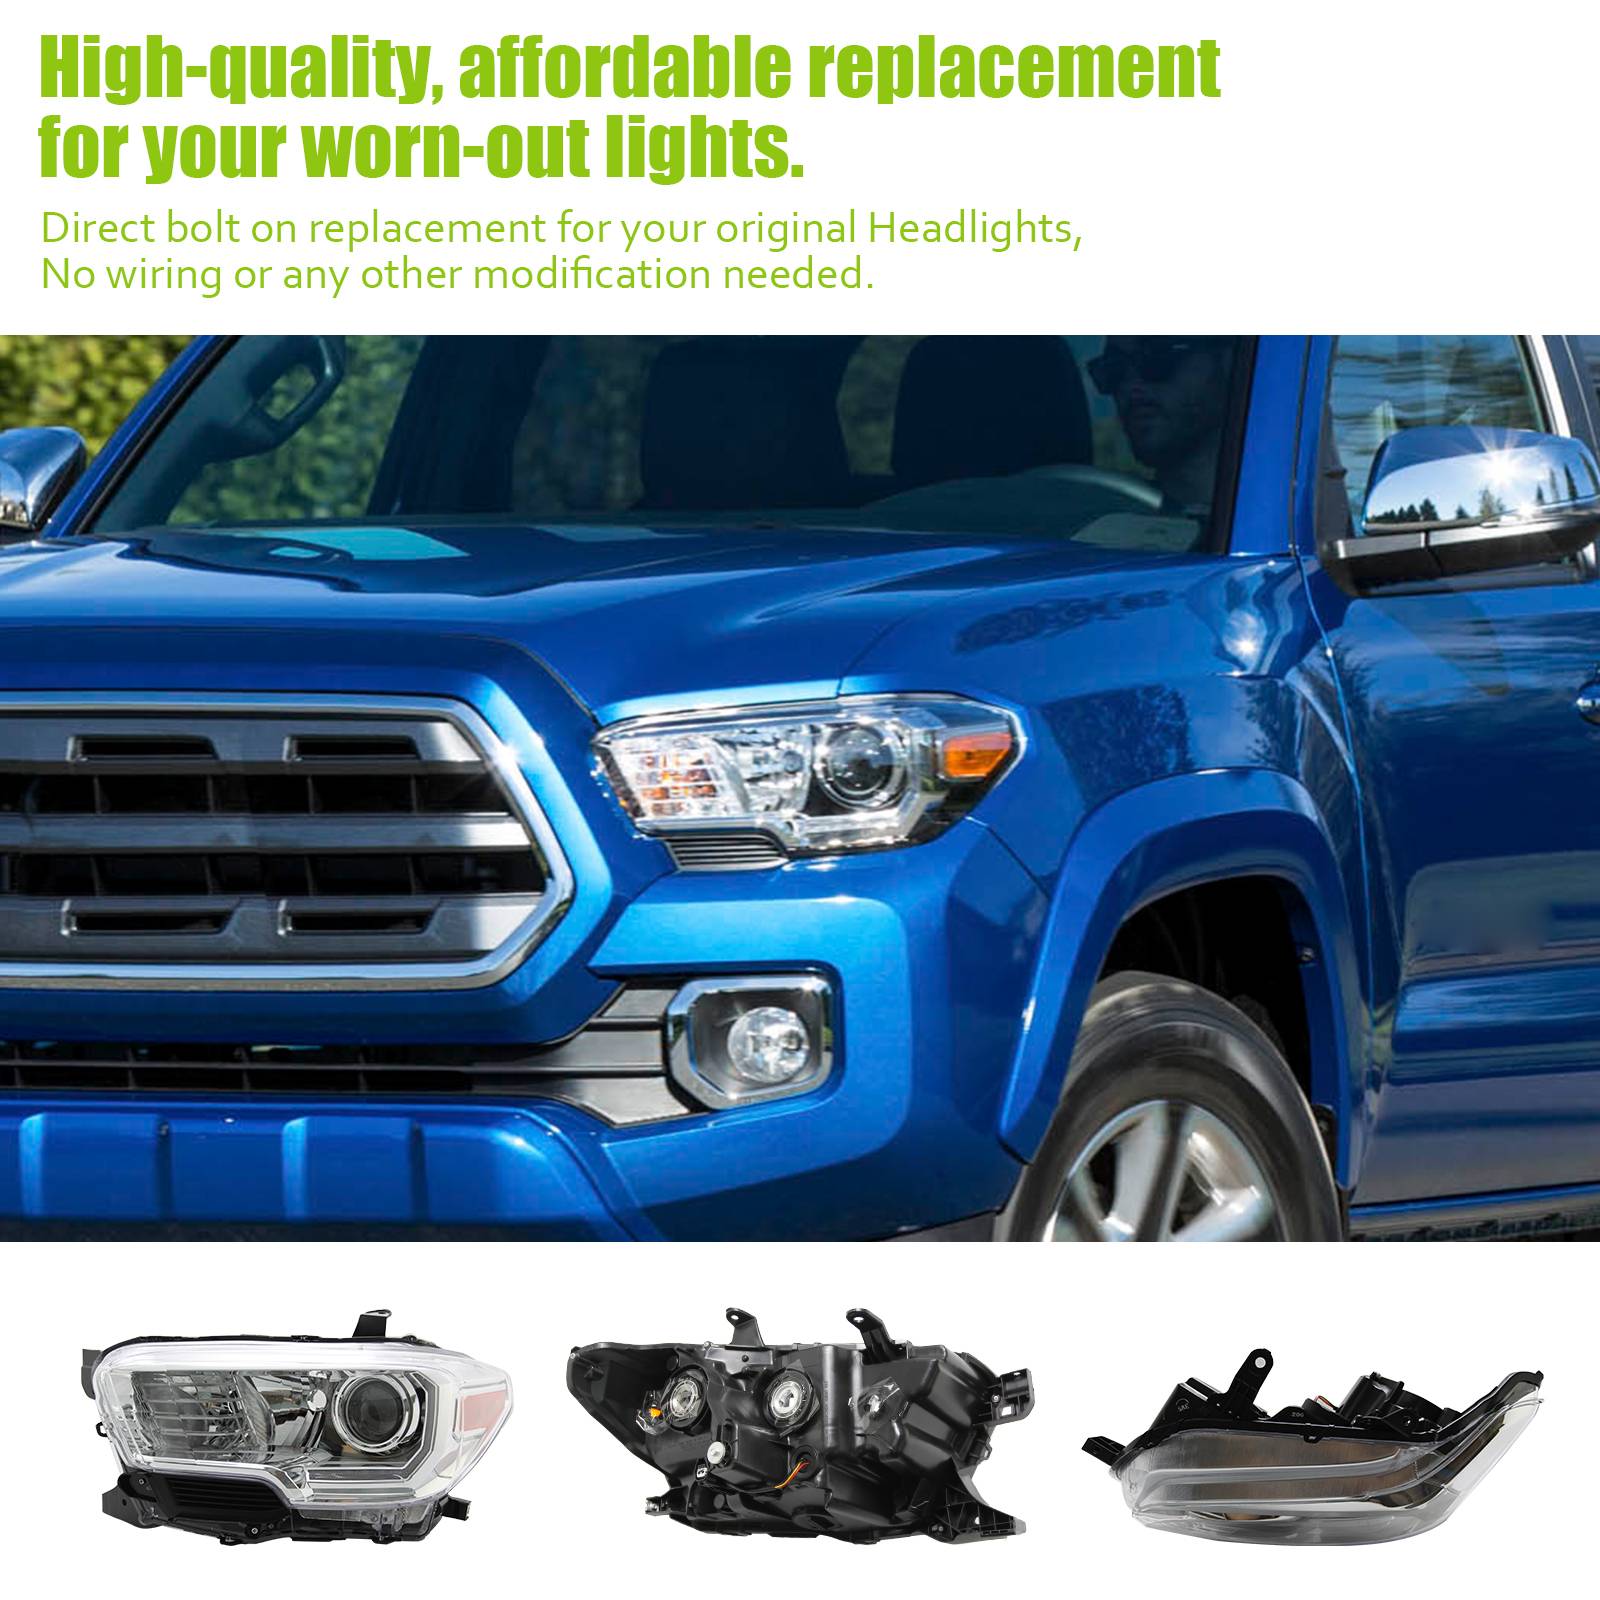 High-quality, affordable replacement
for your worn-out lights.
Direct bolt on replacement for your original Headlights,
No wiring or any other modification needed.